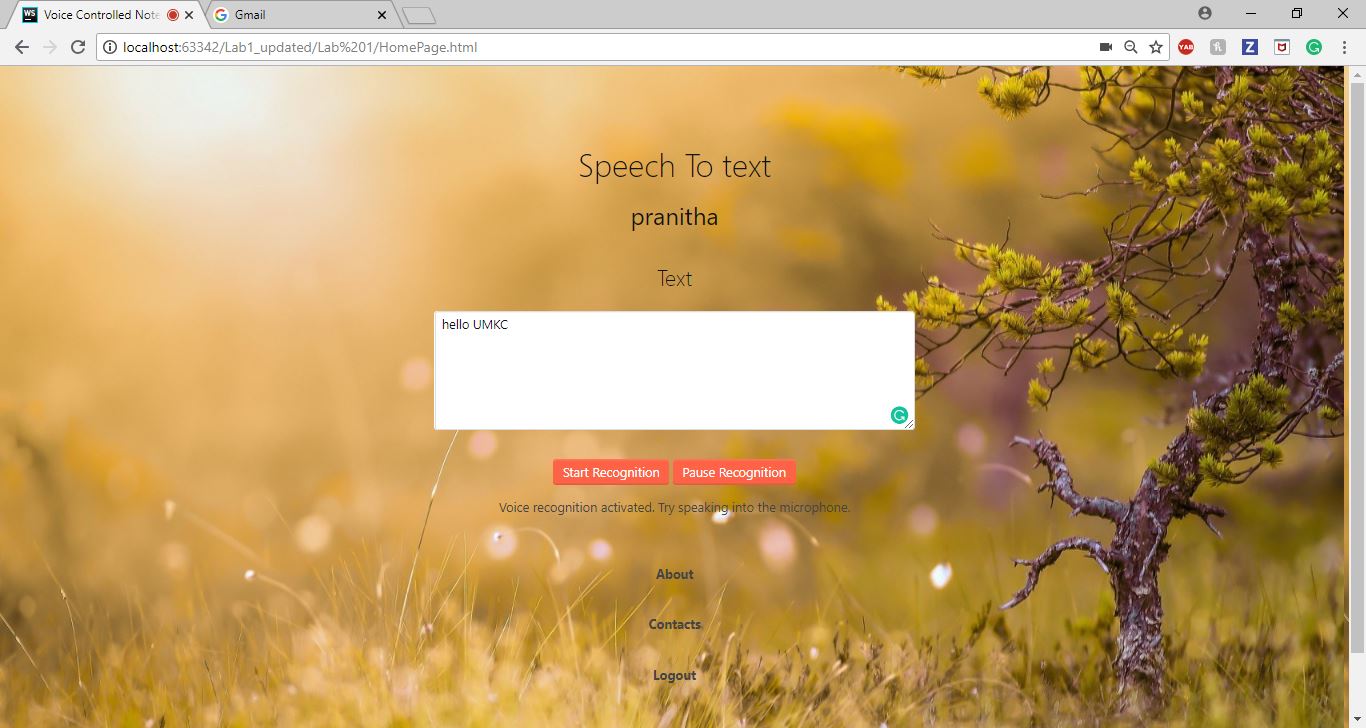 WS Voice Controlled Note Gmail
localhost:63342/Lab1_updated/Lab%201/HomePage.html YAB Z
Speech To text
pranitha
Text
hello UMKC
Start Recognition Pause Recognition
Voice recognition activated. Try speaking into the microphone.
About
Contacts
Logout